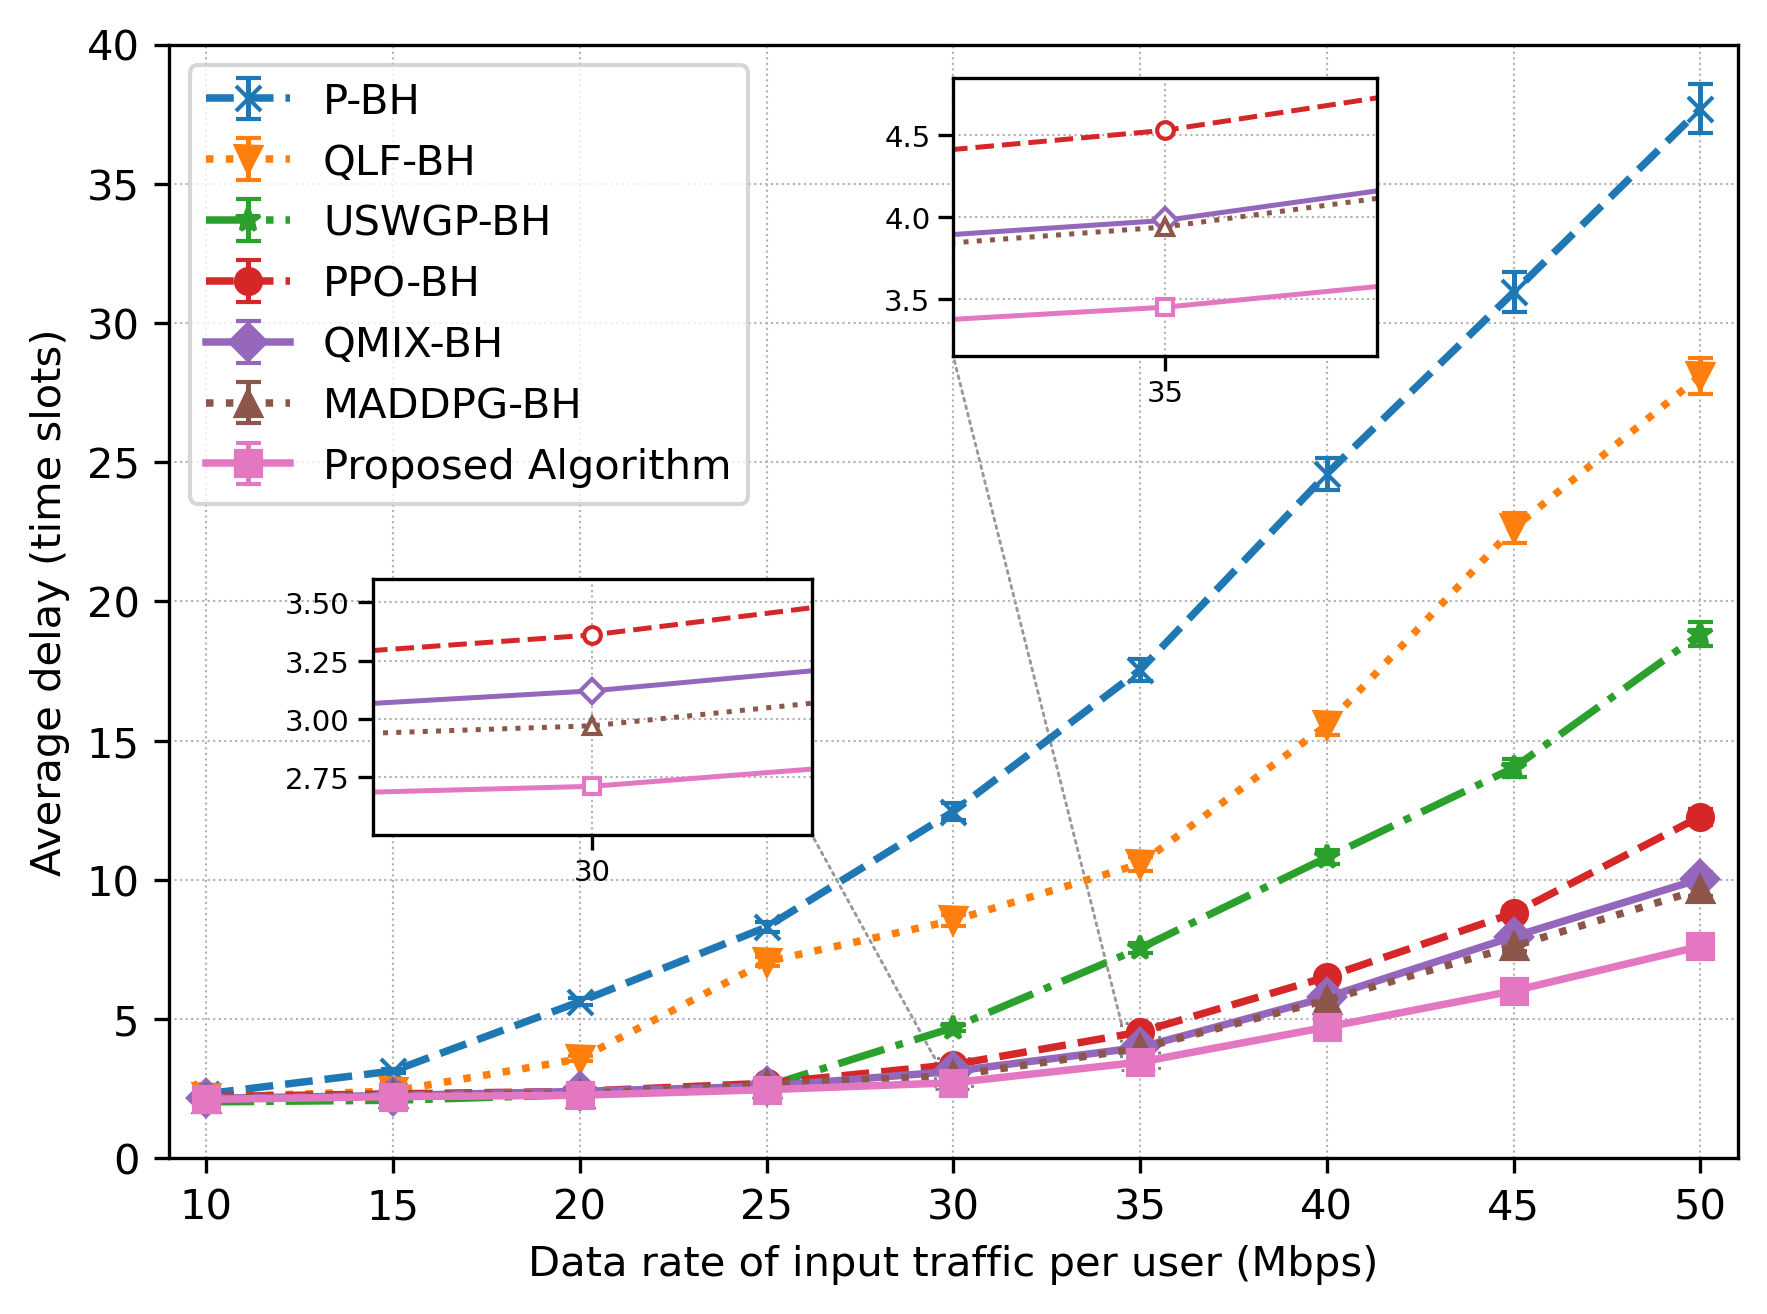 Average delay (time slots)
40
35
30
25
20
15
10
5
0
P-BH
QLF-BH
USWGP-BH
PPO-BH
QMIX-BH
MADDPG-BH
Proposed Algorithm
4.5
4.0
3.5
35
3.50
3.25
3.00
2.75
30
10 15 20 25 30 35 40 45 50
Data rate of input traffic per user (Mbps)